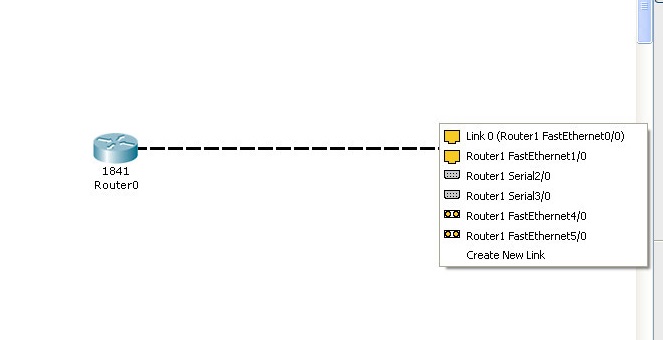 1841
Router0
Link 0 (Router1 FastEthernet0/0)
Router1 FastEthernet1/0
Router1 Serial2/0
Router1 Serial3/0
Router1 FastEthernet4/0
Router1 FastEthernet5/0
Create New Link